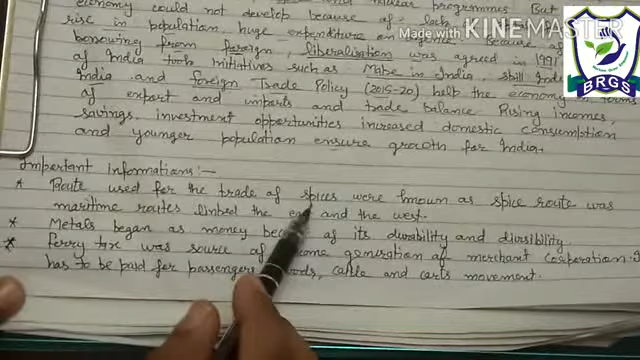 economy could not develop because of lack
nuclear programmes But
rise in population, huge expenditure on Because of
borrowing from foreign, liberalisation was agreed in 1991
of India took initiatives such as Make in India, skill Indi
India and foreign Trade Policy (2015-20) help the economy terms
of export and imports and trade balance. Rising incomes,
savings. investment opportunities increased domestic consumption
and younger population ensure growth for India.
Important informations:-
* Route used for the trade of spices were known as spice route was
maritime routes linked the and the west.
* Metals began as money of its durability and divisibility.
* Ferry tax was source of generation of merchant corporation.
has to be paid for passengers cattle and carts movement.
Made with KINEMASTER
BRGS